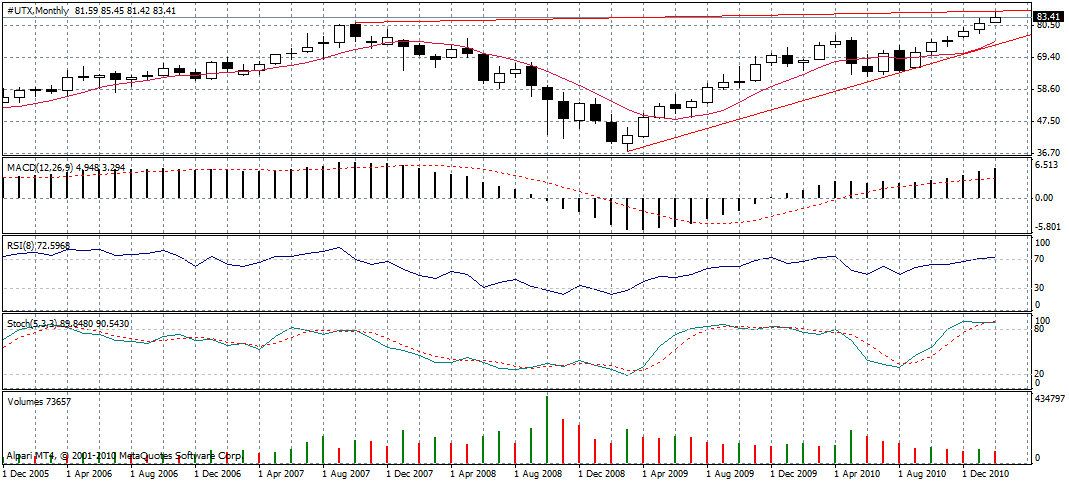 #UTX,Monthly 81.59 85.45 81.42 83.41
83.41
80.50
69.40
58.60
47.50
36.70
MACD(12,26,9) 4.948 3.294
6.513
0.00
-5.801
RSI(8) 72.5968
100
70
30
0
Stoch(5,3,3) 89.8480 90.5430
100
80
20
0
Volumes 73657
434797
0
Alpari MT4, © 2001-2010 MetaQuotes Software Corp.
1 Dec 2005 1 Apr 2006 1 Aug 2006 1 Dec 2006 1 Apr 2007 1 Aug 2007 1 Dec 2007 1 Apr 2008 1 Aug 2008 1 Dec 2008 1 Apr 2009 1 Aug 2009 1 Dec 2009 1 Apr 2010 1 Aug 2010 1 Dec 2010